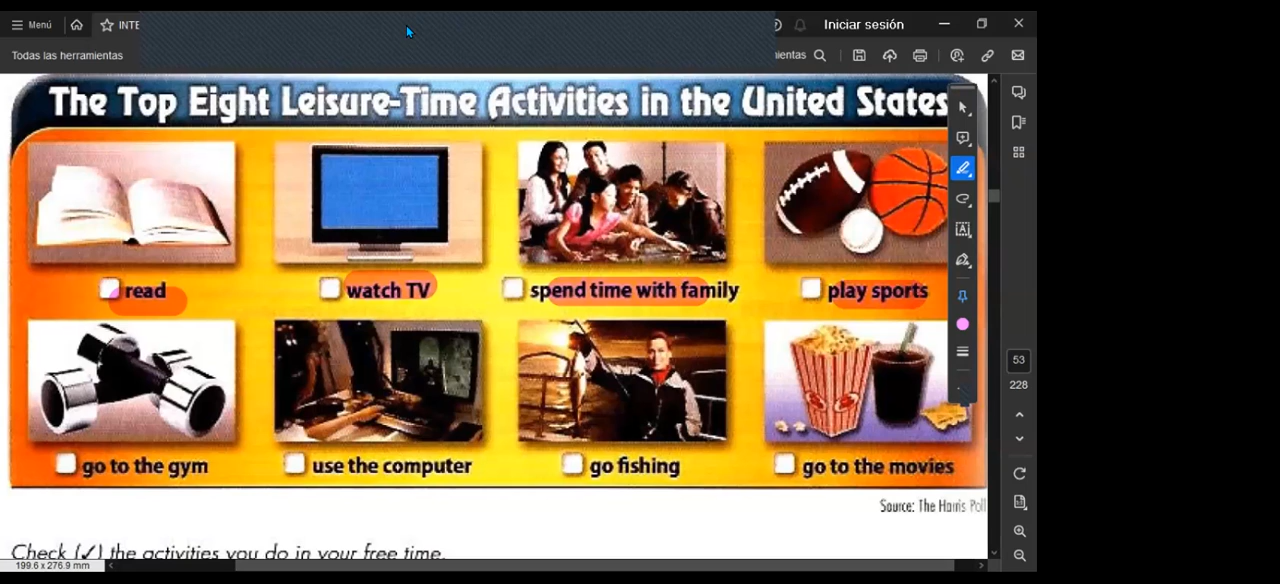 Menú
INTE
Iniciar sesión
Todas las herramientas
ientas
The Top Eight Leisure-Time Activities in the United States
read
watch TV
spend time with family
play sports
go to the gym
use the computer
go fishing
go to the movies
Source: The Harris Poll
Check (✓) the activities you do in your free time.
199.6 x 276.9 mm
53
228